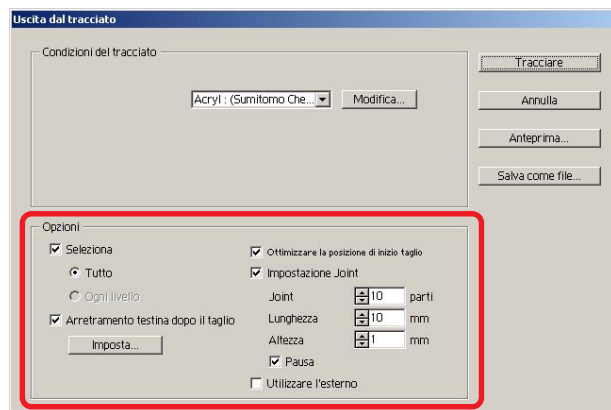 Uscita dal tracciato
Condizioni del tracciato
Acryl : (Sumitomo Che...
Modifica...
Tracciare
Annulla
Anteprima...
Salva come file...
Opzioni
Seleziona
Tutto
Ogni livello
Arretramento testina dopo il taglio
Imposta...
Ottimizzare la posizione di inizio taglio
Impostazione Joint
Joint 10 parti
Lunghezza 10 mm
Altezza 1 mm
Pausa
Utilizzare l'esterno